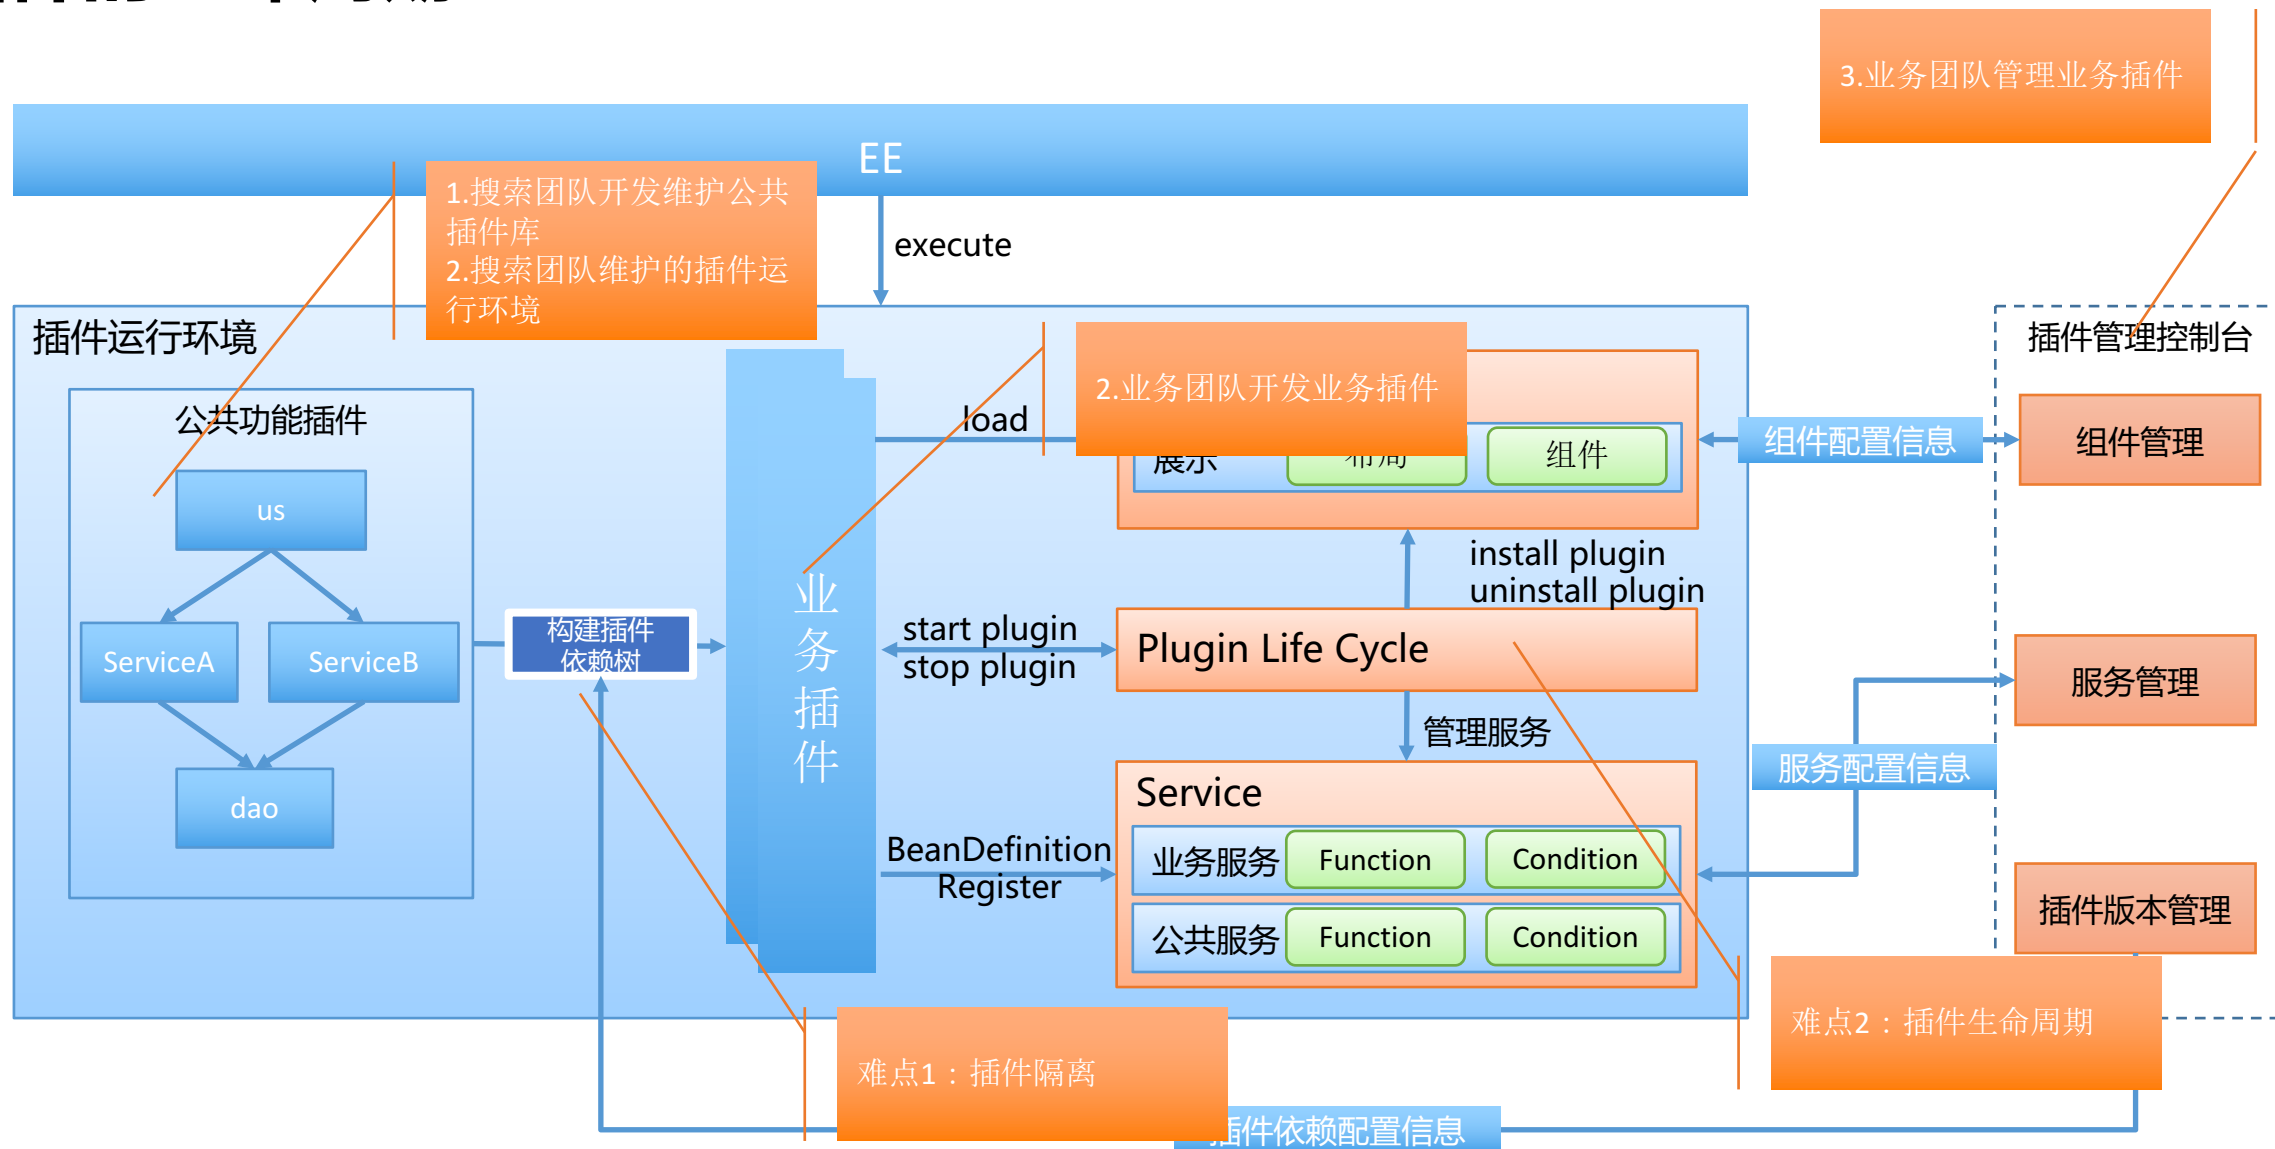 3.业务团队管理业务插件
EE
1.搜索团队开发维护公共
插件库
2.搜索团队维护的插件运
行环境
execute
插件运行环境
插件管理控制台
公共功能插件
us
ServiceA
ServiceB
dao
构建插件
依赖树
业务插件
load
2.业务团队开发业务插件
展示
布局
组件
组件配置信息
组件管理
install plugin
uninstall plugin
start plugin
stop plugin
Plugin Life Cycle
管理服务
服务管理
服务配置信息
Service
BeanDefinition
Register
业务服务
Function
Condition
公共服务
Function
Condition
插件版本管理
难点1：插件隔离
难点2：插件生命周期
插件依赖配置信息